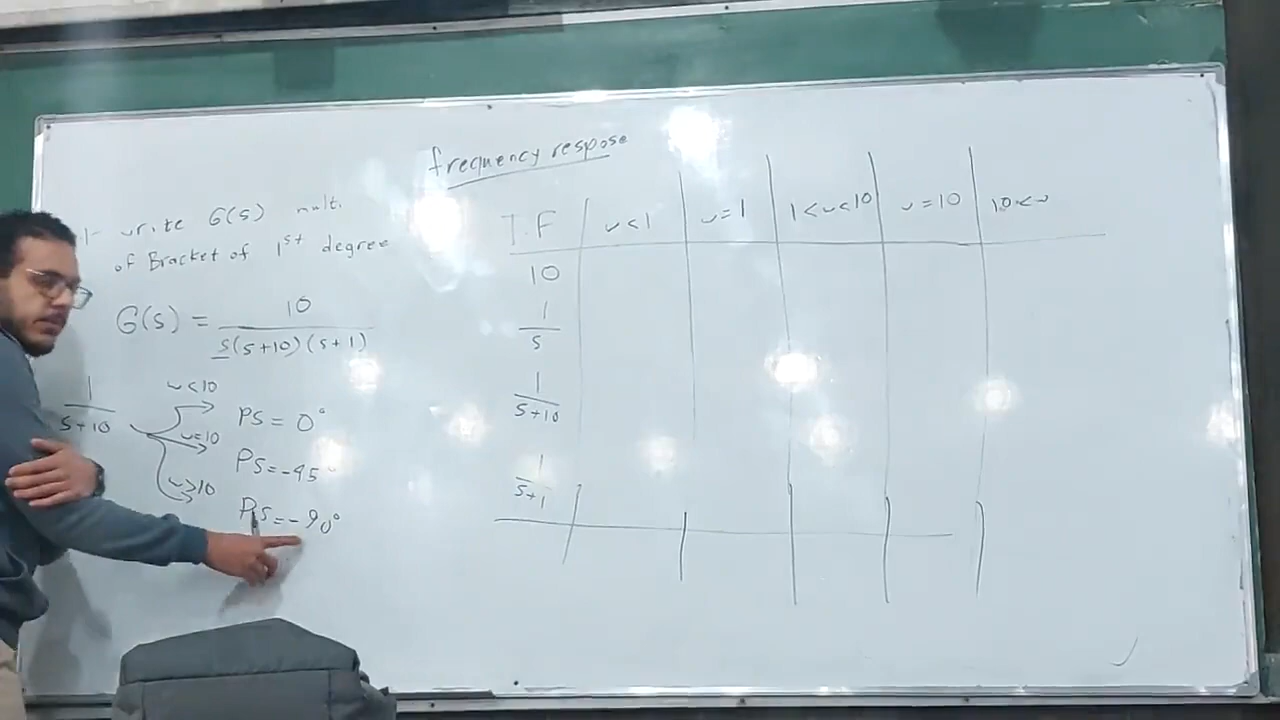 frequency respose
1- write G(s) multi.
of Bracket of 1st degree
G(s) = 10 / s(s+10)(s+1)
1 / s+10
w<10 PS = 0°
w=10 PS = -45°
w>10 PS = -90°
T.F w<1 w=1 1<w<10 w=10 10<w
10
1 / s
1 / s+10
1 / s+1